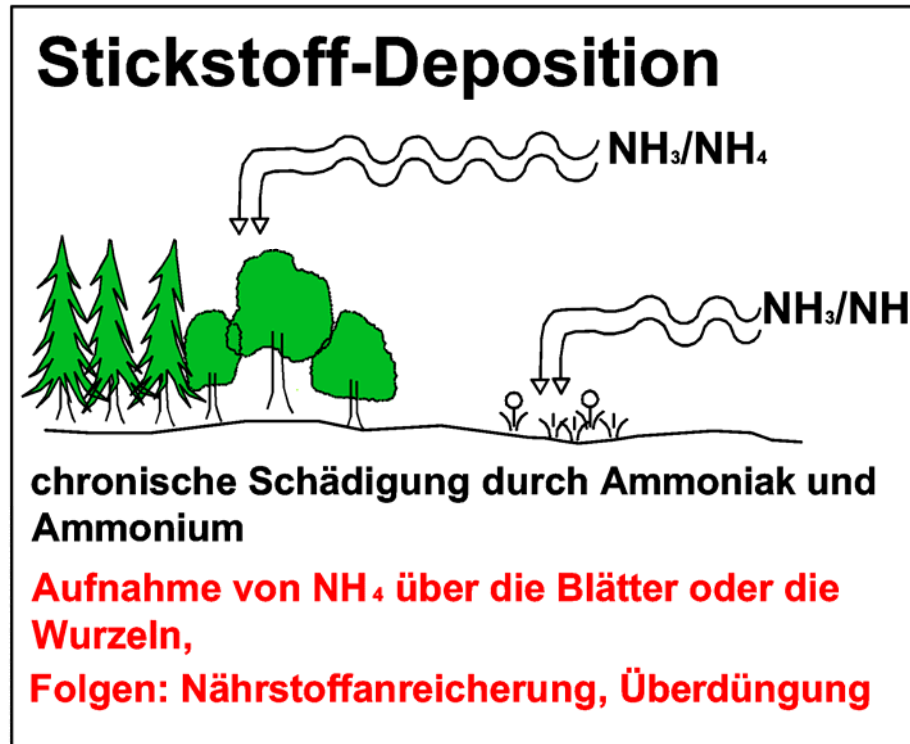 Stickstoff-Deposition
NH₃/NH₄
NH₃/NH
chronische Schädigung durch Ammoniak und
Ammonium
Aufnahme von NH₄ über die Blätter oder die
Wurzeln,
Folgen: Nährstoffanreicherung, Überdüngung